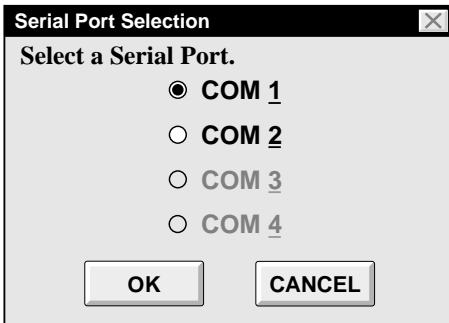 Serial Port Selection
Select a Serial Port.
COM 1
COM 2
COM 3
COM 4
OK CANCEL